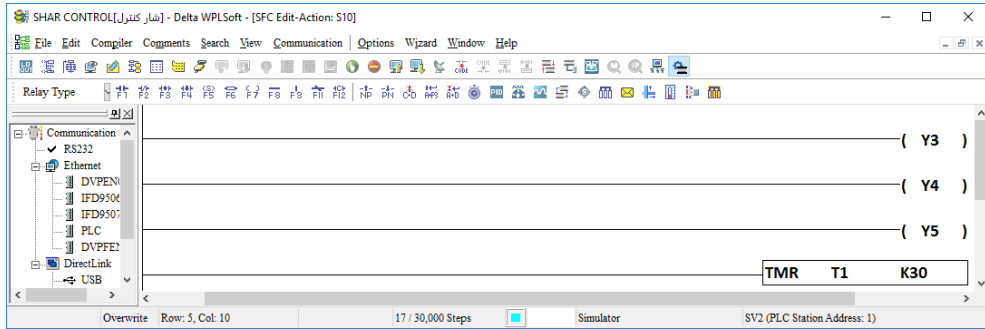 SHAR CONTROL[شار کنترل] - Delta WPLSoft - [SFC Edit-Action: S10]
File Edit Compiler Comments Search View Communication Options Wizard Window Help
Relay Type
Communication
RS232
Ethernet
IFD9506
IFD9507
PLC
DirectLink
USB
( Y3 )
( Y4 )
( Y5 )
TMR T1 K30
Overwrite Row: 5, Col: 10 17 / 30,000 Steps Simulator SV2 (PLC Station Address: 1)